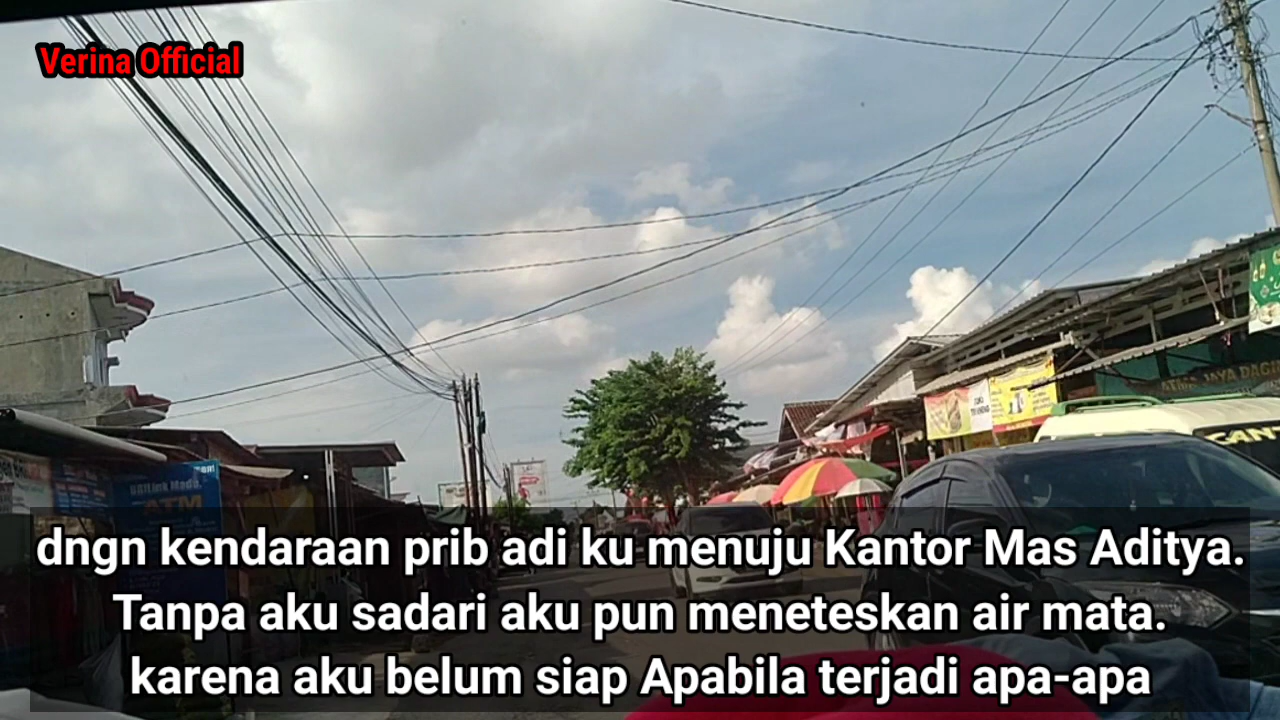 Verina Official
ATM
dngn kendaraan prib adi ku menuju Kantor Mas Aditya.
Tanpa aku sadari aku pun meneteskan air mata.
karena aku belum siap Apabila terjadi apa-apa